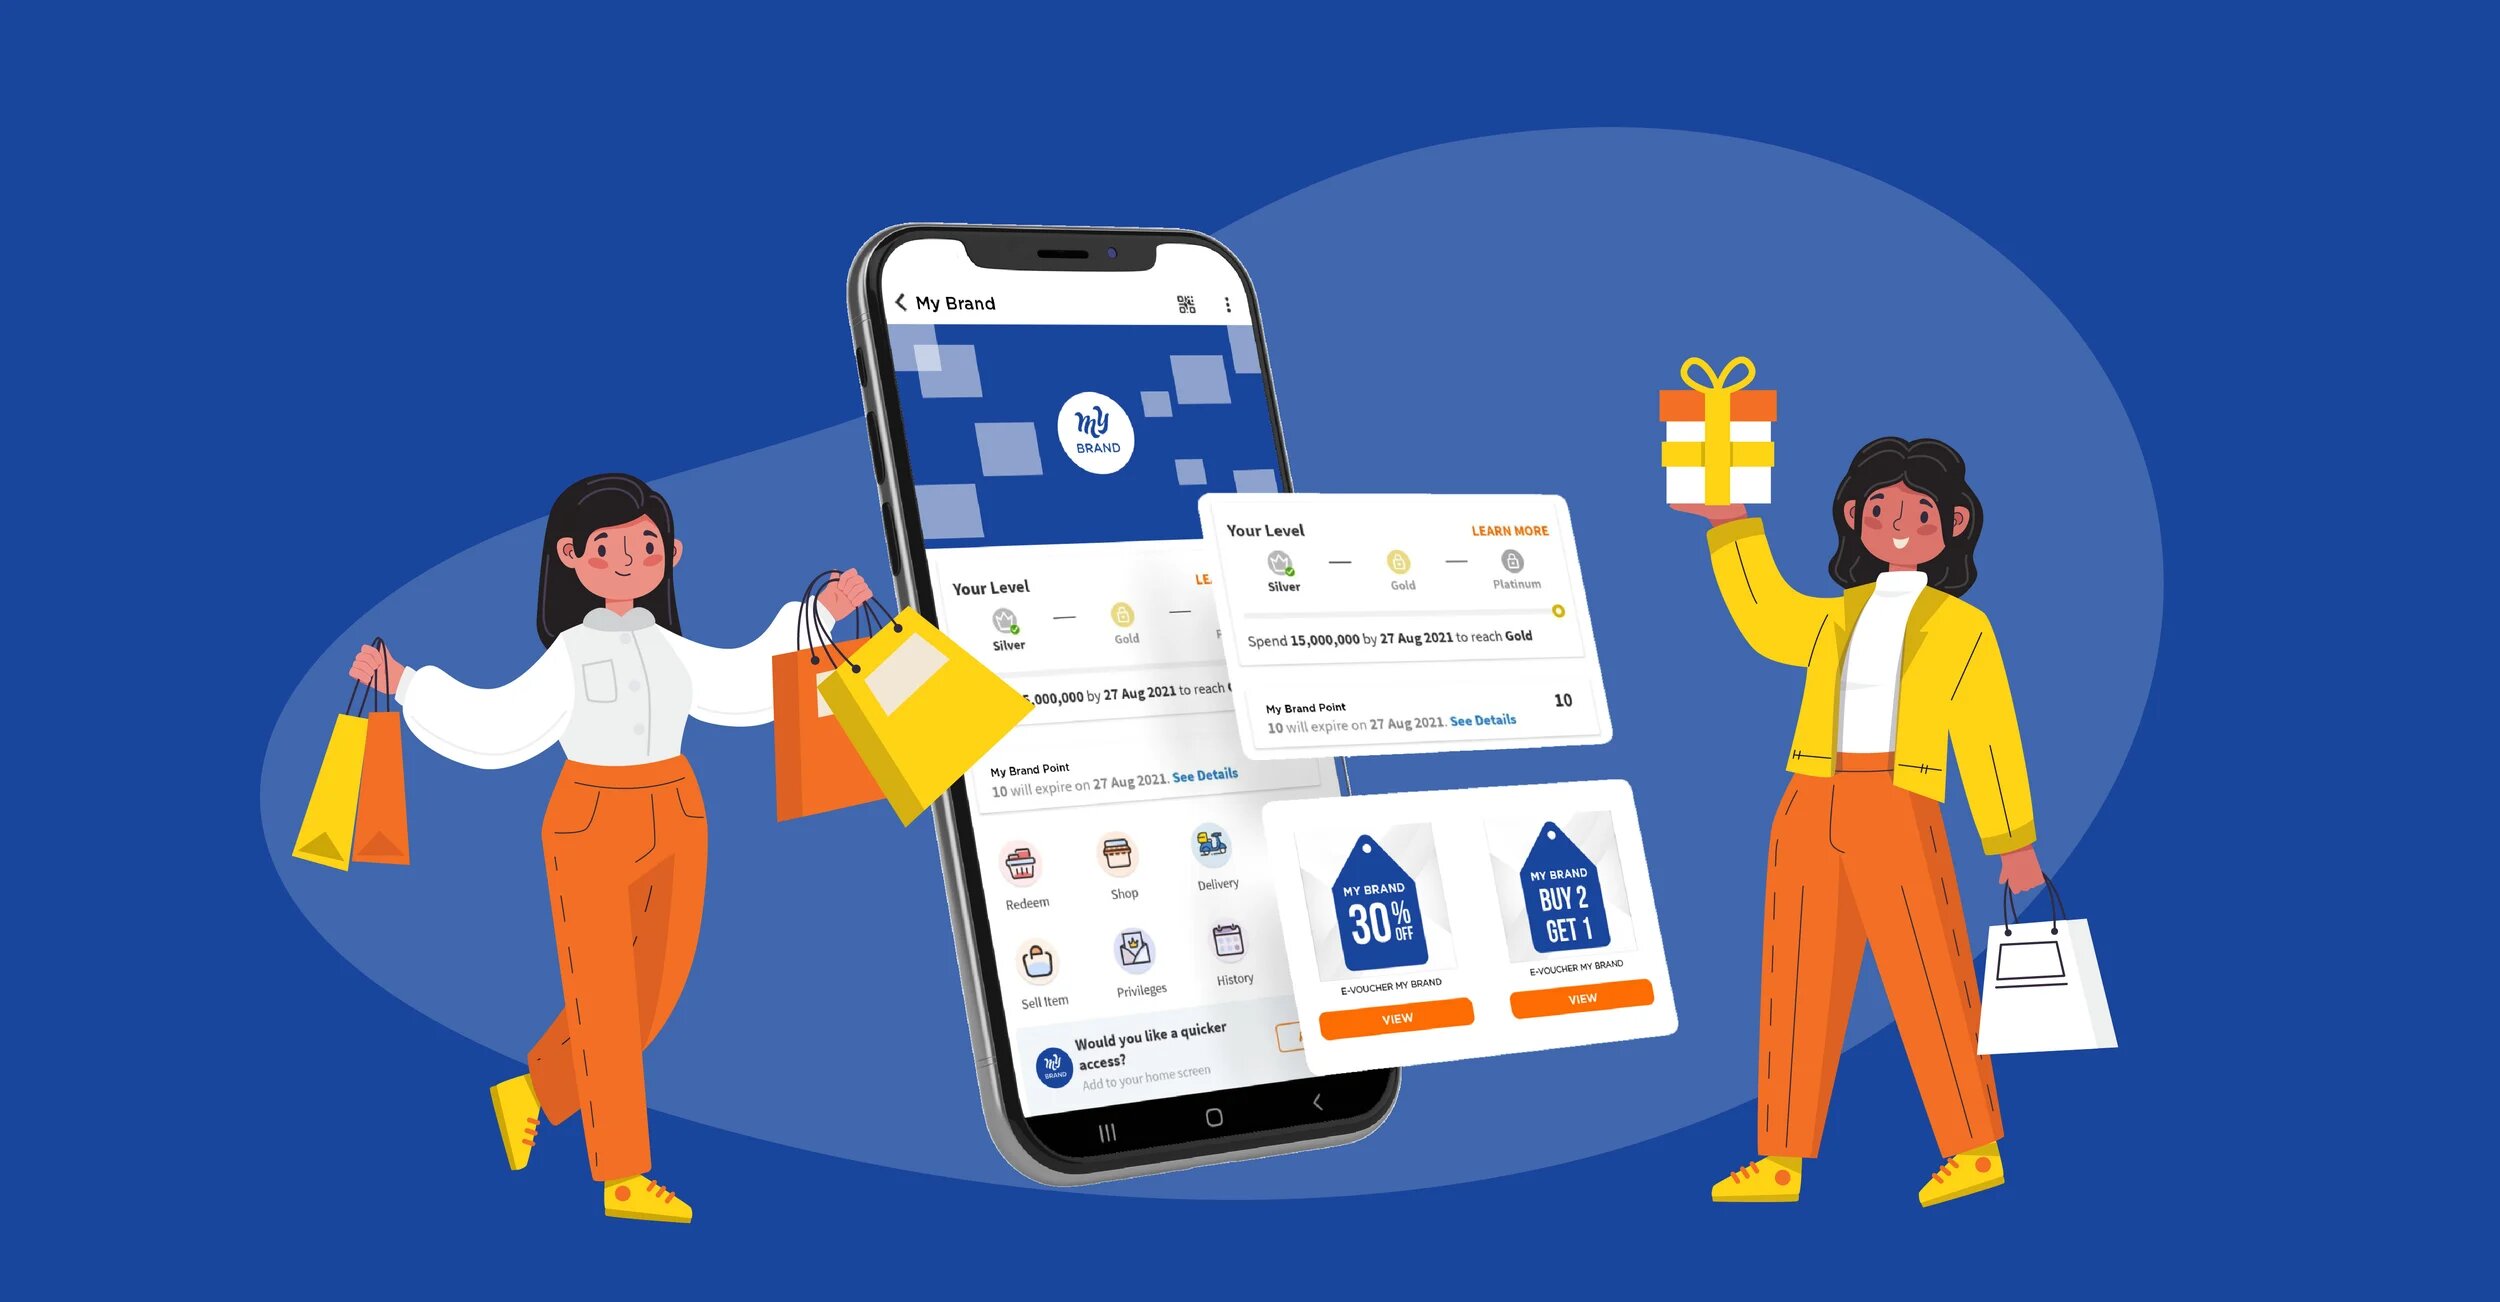 My Brand
my
BRAND
Your Level
Silver
Gold
,000,000 by 27 Aug 2021 to reach
My Brand Point
10 will expire on 27 Aug 2021. See Details
Redeem
Shop
Delivery
Sell Item
Privileges
History
my
BRAND
Would you like a quicker
access?
Add to your home screen
Your Level
LEARN MORE
Silver
Gold
Platinum
Spend 15,000,000 by 27 Aug 2021 to reach Gold
My Brand Point
10
10 will expire on 27 Aug 2021. See Details
MY BRAND
30% OFF
E-VOUCHER MY BRAND
VIEW
MY BRAND
BUY 2
GET 1
E-VOUCHER MY BRAND
VIEW